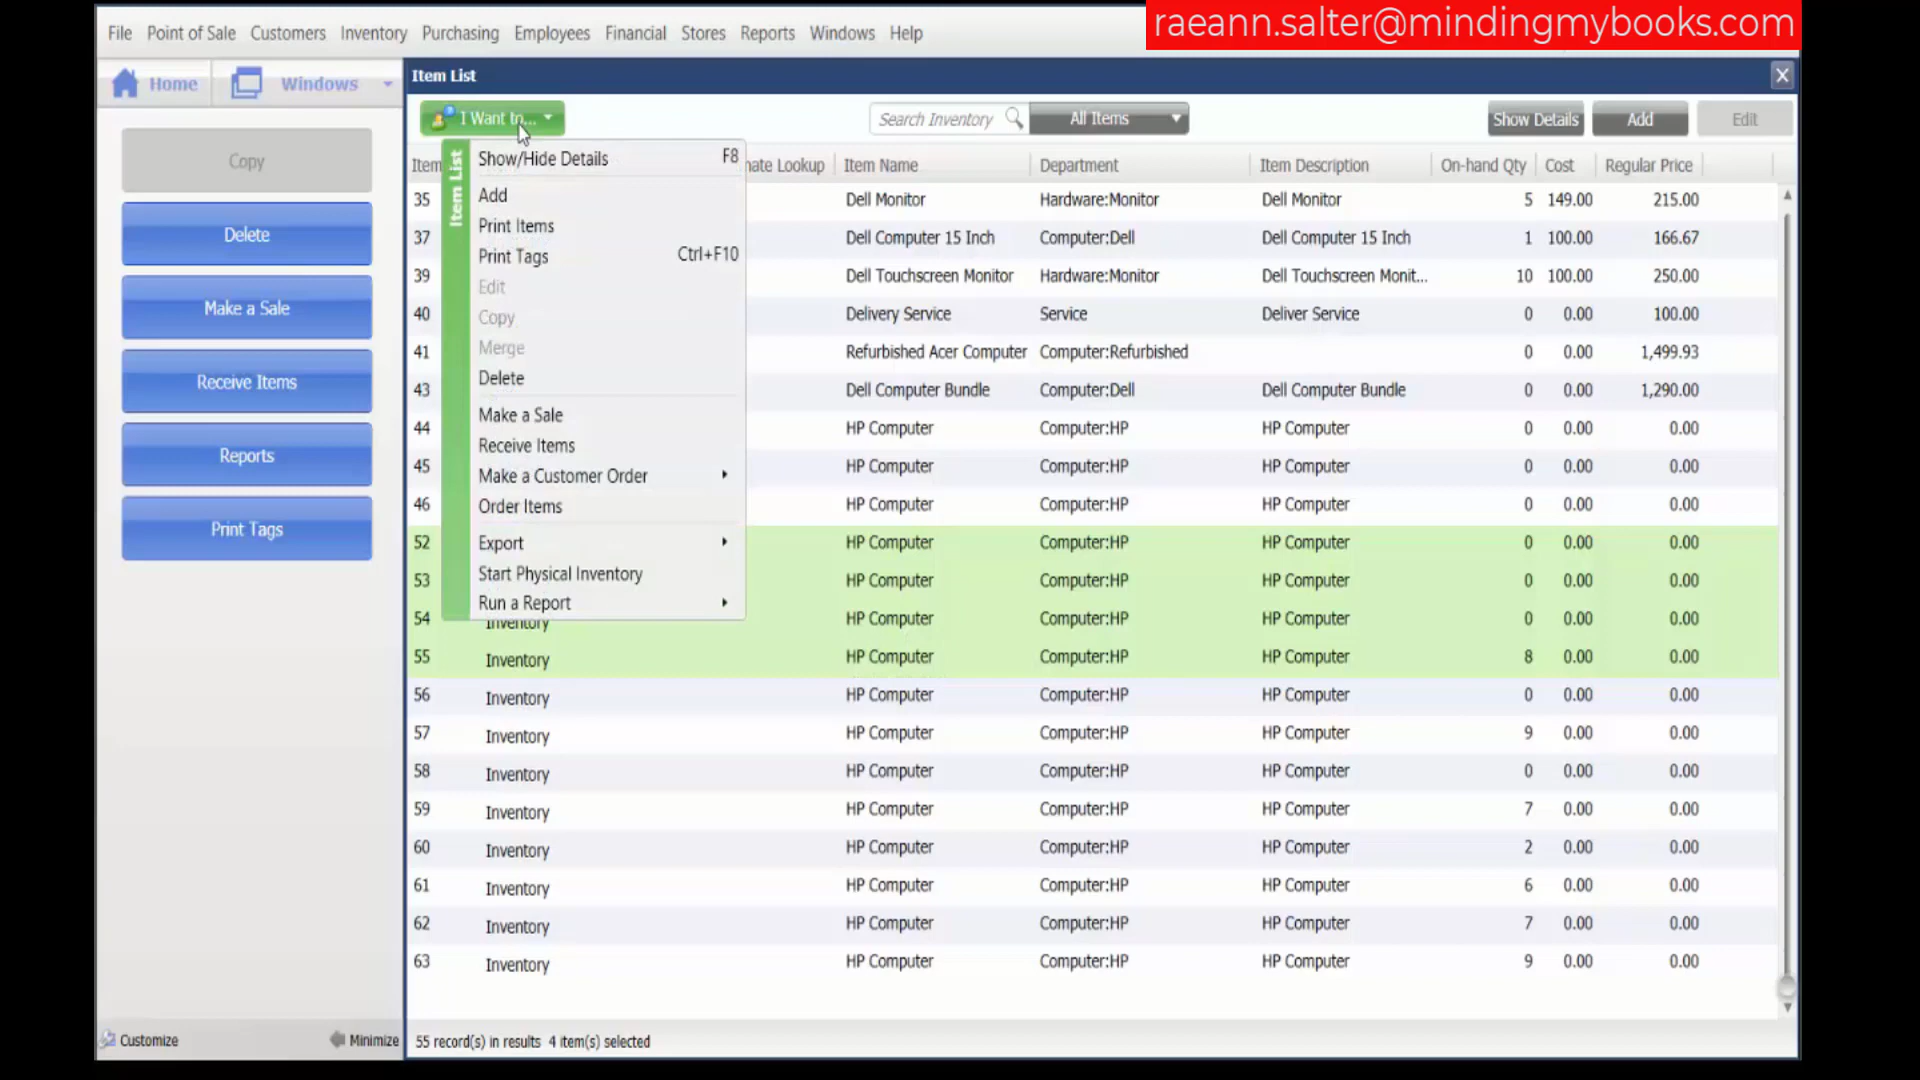 raeann.salter@mindingmybooks.com
File Point of Sale Customers Inventory Purchasing Employees Financial Stores Reports Windows Help
Home Windows
Item List
I Want to... Search Inventory All Items Show Details Add Edit
Copy
Delete
Make a Sale
Receive Items
Reports
Print Tags
Item List
Show/Hide Details F8
Add
Print Items
Print Tags Ctrl+F10
Edit
Copy
Merge
Delete
Make a Sale
Receive Items
Make a Customer Order
Order Items
Export
Start Physical Inventory
Run a Report
Item Lookup Item Name Department Item Description On-hand Qty Cost Regular Price
35 Dell Monitor Hardware:Monitor Dell Monitor 5 149.00 215.00
37 Dell Computer 15 Inch Computer:Dell Dell Computer 15 Inch 1 100.00 166.67
39 Dell Touchscreen Monitor Hardware:Monitor Dell Touchscreen Monit... 10 100.00 250.00
40 Delivery Service Service Deliver Service 0 0.00 100.00
41 Refurbished Acer Computer Computer:Refurbished 0 0.00 1,499.93
43 Dell Computer Bundle Computer:Dell Dell Computer Bundle 0 0.00 1,290.00
44 HP Computer Computer:HP HP Computer 0 0.00 0.00
45 HP Computer Computer:HP HP Computer 0 0.00 0.00
46 HP Computer Computer:HP HP Computer 0 0.00 0.00
52 HP Computer Computer:HP HP Computer 0 0.00 0.00
53 HP Computer Computer:HP HP Computer 0 0.00 0.00
54 Inventory HP Computer Computer:HP HP Computer 0 0.00 0.00
55 Inventory HP Computer Computer:HP HP Computer 8 0.00 0.00
56 Inventory HP Computer Computer:HP HP Computer 0 0.00 0.00
57 Inventory HP Computer Computer:HP HP Computer 9 0.00 0.00
58 Inventory HP Computer Computer:HP HP Computer 0 0.00 0.00
59 Inventory HP Computer Computer:HP HP Computer 7 0.00 0.00
60 Inventory HP Computer Computer:HP HP Computer 2 0.00 0.00
61 Inventory HP Computer Computer:HP HP Computer 6 0.00 0.00
62 Inventory HP Computer Computer:HP HP Computer 7 0.00 0.00
63 Inventory HP Computer Computer:HP HP Computer 9 0.00 0.00
Customize Minimize 55 record(s) in results 4 item(s) selected